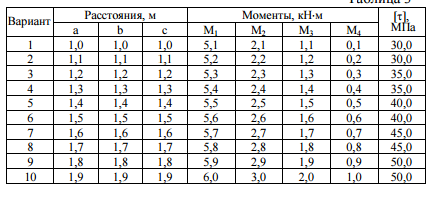 Таблица 3
Вариант Расстояния, м Моменты, кН·м [τ], МПа
a b c M₁ M₂ M₃ M₄
1 1,0 1,0 1,0 5,1 2,1 1,1 0,1 30,0
2 1,1 1,1 1,1 5,2 2,2 1,2 0,2 30,0
3 1,2 1,2 1,2 5,3 2,3 1,3 0,3 35,0
4 1,3 1,3 1,3 5,4 2,4 1,4 0,4 35,0
5 1,4 1,4 1,4 5,5 2,5 1,5 0,5 40,0
6 1,5 1,5 1,5 5,6 2,6 1,6 0,6 40,0
7 1,6 1,6 1,6 5,7 2,7 1,7 0,7 45,0
8 1,7 1,7 1,7 5,8 2,8 1,8 0,8 45,0
9 1,8 1,8 1,8 5,9 2,9 1,9 0,9 50,0
10 1,9 1,9 1,9 6,0 3,0 2,0 1,0 50,0